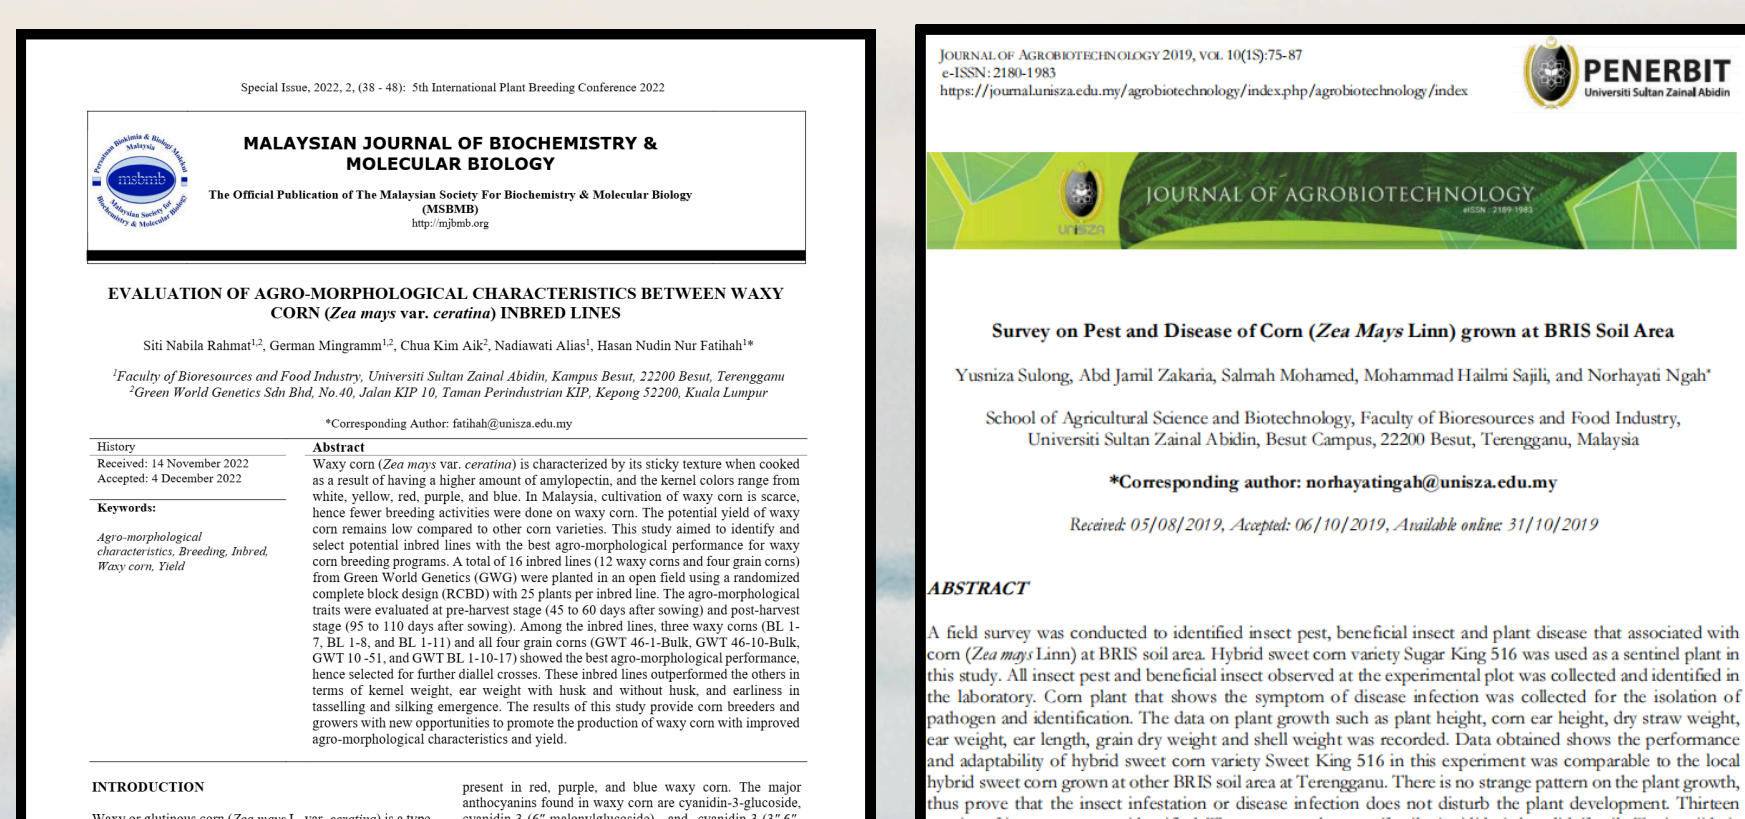 Special Issue, 2022, 2, (38 - 48): 5th International Plant Breeding Conference 2022
Persatuan Biokimia & Biologi Molekul Malaysia
msbmb
Malaysian Society for Biochemistry & Molecular Biology
MALAYSIAN JOURNAL OF BIOCHEMISTRY &
MOLECULAR BIOLOGY
The Official Publication of The Malaysian Society For Biochemistry & Molecular Biology
(MSBMB)
http://mjbmb.org
EVALUATION OF AGRO-MORPHOLOGICAL CHARACTERISTICS BETWEEN WAXY
CORN (Zea mays var. ceratina) INBRED LINES
Siti Nabila Rahmat1,2, German Mingramm1,2, Chua Kim Aik2, Nadiawati Alias1, Hasan Nudin Nur Fatihah1*
1Faculty of Bioresources and Food Industry, Universiti Sultan Zainal Abidin, Kampus Besut, 22200 Besut, Terengganu
2Green World Genetics Sdn Bhd, No.40, Jalan KIP 10, Taman Perindustrian KIP, Kepong 52200, Kuala Lumpur
*Corresponding Author: fatihah@unisza.edu.my
History
Received: 14 November 2022
Accepted: 4 December 2022
Keywords:
Agro-morphological
characteristics, Breeding, Inbred,
Waxy corn, Yield
Abstract
Waxy corn (Zea mays var. ceratina) is characterized by its sticky texture when cooked
as a result of having a higher amount of amylopectin, and the kernel colors range from
white, yellow, red, purple, and blue. In Malaysia, cultivation of waxy corn is scarce,
hence fewer breeding activities were done on waxy corn. The potential yield of waxy
corn remains low compared to other corn varieties. This study aimed to identify and
select potential inbred lines with the best agro-morphological performance for waxy
corn breeding programs. A total of 16 inbred lines (12 waxy corns and four grain corns)
from Green World Genetics (GWG) were planted in an open field using a randomized
complete block design (RCBD) with 25 plants per inbred line. The agro-morphological
traits were evaluated at pre-harvest stage (45 to 60 days after sowing) and post-harvest
stage (95 to 110 days after sowing). Among the inbred lines, three waxy corns (BL 1-
7, BL 1-8, and BL 1-11) and all four grain corns (GWT 46-1-Bulk, GWT 46-10-Bulk,
GWT 10 -51, and GWT BL 1-10-17) showed the best agro-morphological performance,
hence selected for further diallel crosses. These inbred lines outperformed the others in
terms of kernel weight, ear weight with husk and without husk, and earliness in
tasselling and silking emergence. The results of this study provide corn breeders and
growers with new opportunities to promote the production of waxy corn with improved
agro-morphological characteristics and yield.
INTRODUCTION
Waxy or glutinous corn (Zea mays L. var. ceratina) is a type
present in red, purple, and blue waxy corn. The major
anthocyanins found in waxy corn are cyanidin-3-glucoside,
JOURNAL OF AGROBIOTECHNOLOGY 2019, VOL 10(1S):75-87
e-ISSN: 2180-1983
https://journal.unisza.edu.my/agrobiotechnology/index.php/agrobiotechnology/index
PENERBIT
Universiti Sultan Zainal Abidin
UniSZA
JOURNAL OF AGROBIOTECHNOLOGY
eISSN : 2189-1983
Survey on Pest and Disease of Corn (Zea Mays Linn) grown at BRIS Soil Area
Yusniza Sulong, Abd Jamil Zakaria, Salmah Mohamed, Mohammad Hailmi Sajili, and Norhayati Ngah*
School of Agricultural Science and Biotechnology, Faculty of Bioresources and Food Industry,
Universiti Sultan Zainal Abidin, Besut Campus, 22200 Besut, Terengganu, Malaysia
*Corresponding author: norhayatingah@unisza.edu.my
Received: 05/08/2019, Accepted: 06/10/2019, Available online: 31/10/2019
ABSTRACT
A field survey was conducted to identified insect pest, beneficial insect and plant disease that associated with
corn (Zea mays Linn) at BRIS soil area. Hybrid sweet corn variety Sugar King 516 was used as a sentinel plant in
this study. All insect pest and beneficial insect observed at the experimental plot was collected and identified in
the laboratory. Corn plant that shows the symptom of disease infection was collected for the isolation of
pathogen and identification. The data on plant growth such as plant height, corn ear height, dry straw weight,
ear weight, ear length, grain dry weight and shell weight was recorded. Data obtained shows the performance
and adaptability of hybrid sweet corn variety Sweet King 516 in this experiment was comparable to the local
hybrid sweet corn grown at other BRIS soil area at Terengganu. There is no strange pattern on the plant growth,
thus prove that the insect infestation or disease infection does not disturb the plant development. Thirteen